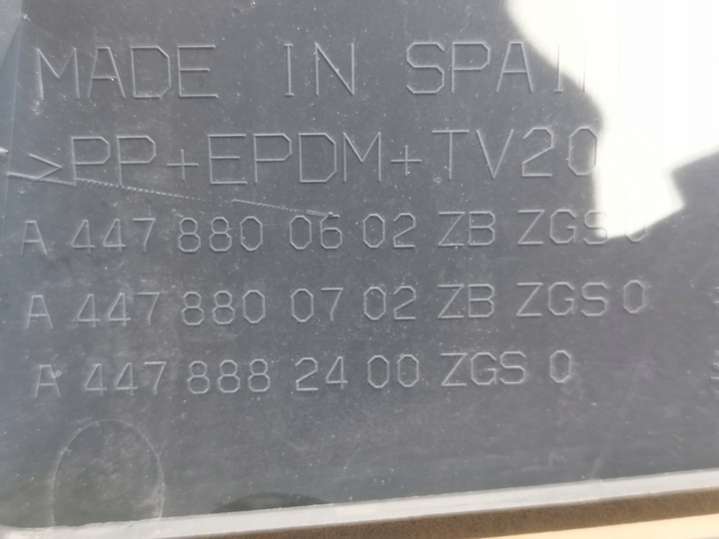 MADE IN SPAI
>PP+EPDM+TV20
A 447 880 06 02 ZB ZGS 0
A 447 880 07 02 ZB ZGS 0
A 447 888 24 00 ZGS 0